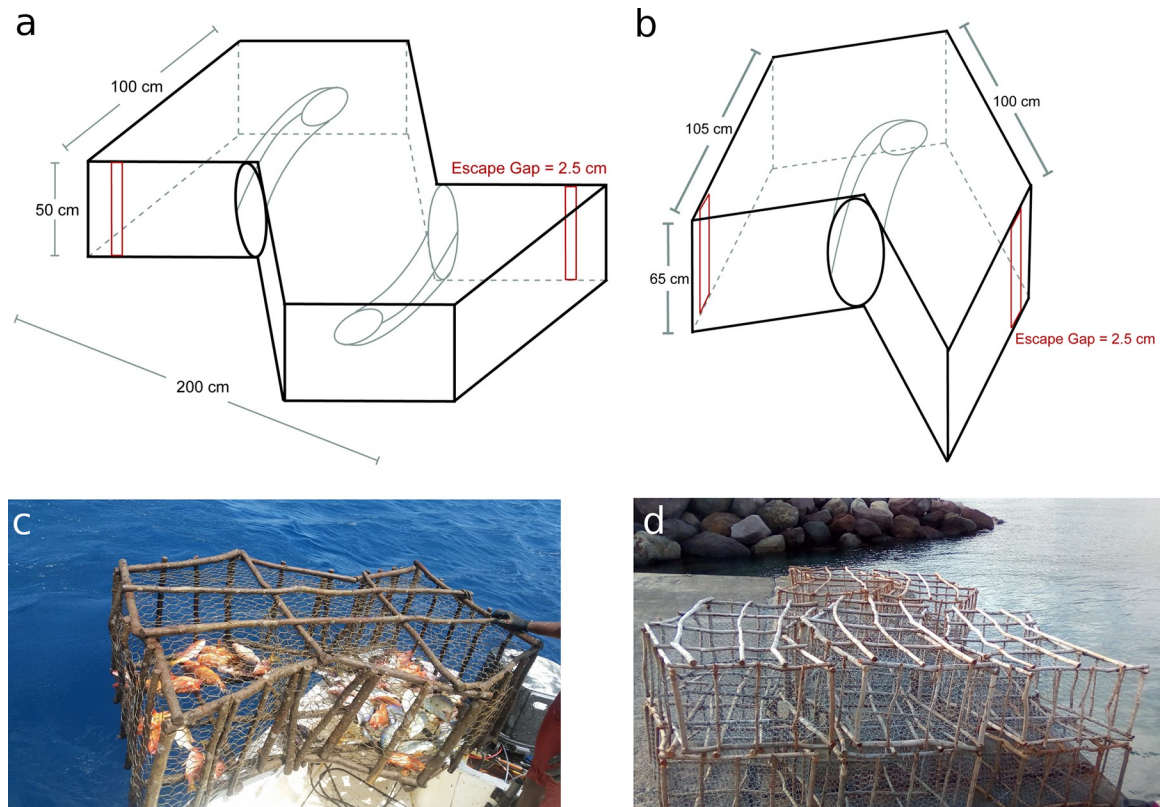 a
b
100 cm
100 cm
105 cm
Escape Gap = 2.5 cm
50 cm
65 cm
Escape Gap = 2.5 cm
200 cm
c
d